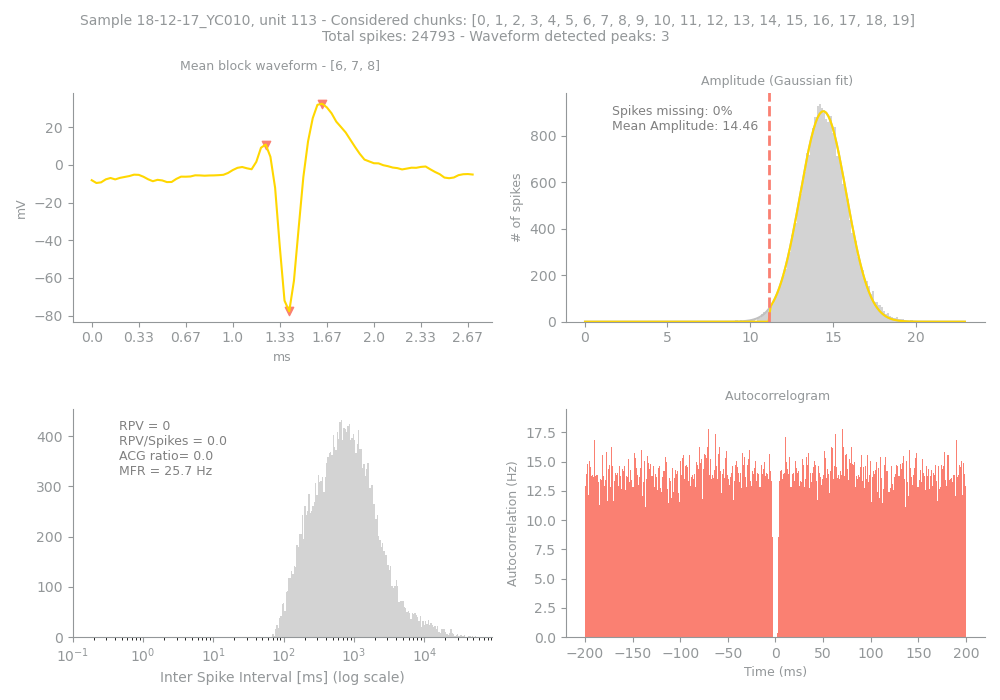 Sample 18-12-17_YC010, unit 113 - Considered chunks: [0, 1, 2, 3, 4, 5, 6, 7, 8, 9, 10, 11, 12, 13, 14, 15, 16, 17, 18, 19]
Total spikes: 24793 - Waveform detected peaks: 3
Mean block waveform - [6, 7, 8]
mV
20
0
−20
−40
−60
−80
0.0 0.33 0.67 1.0 1.33 1.67 2.0 2.33 2.67
ms
Amplitude (Gaussian fit)
Spikes missing: 0%
Mean Amplitude: 14.46
# of spikes
800
600
400
200
0
0 5 10 15 20
RPV = 0
RPV/Spikes = 0.0
ACG ratio= 0.0
MFR = 25.7 Hz
400
300
200
100
0
10⁻¹ 10⁰ 10¹ 10² 10³ 10⁴
Inter Spike Interval [ms] (log scale)
Autocorrelogram
Autocorrelation (Hz)
17.5
15.0
12.5
10.0
7.5
5.0
2.5
0.0
−200 −150 −100 −50 0 50 100 150 200
Time (ms)